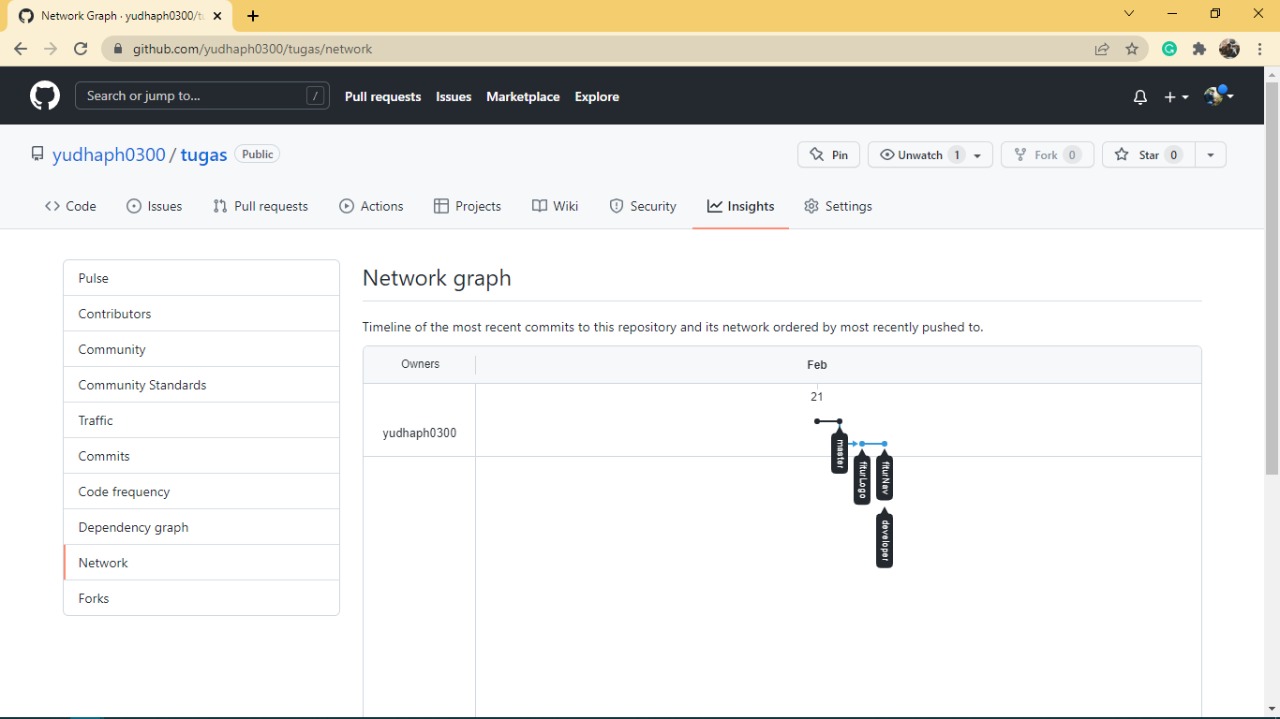 Network Graph · yudhaph0300/tu
github.com/yudhaph0300/tugas/network
Search or jump to... /
Pull requests
Issues
Marketplace
Explore
yudhaph0300 / tugas Public
Pin
Unwatch 1
Fork 0
Star 0
Code
Issues
Pull requests
Actions
Projects
Wiki
Security
Insights
Settings
Pulse
Contributors
Community
Community Standards
Traffic
Commits
Code frequency
Dependency graph
Network
Forks
Network graph
Timeline of the most recent commits to this repository and its network ordered by most recently pushed to.
Owners
Feb
21
yudhaph0300
master
fiturLogo
fiturNav
developer